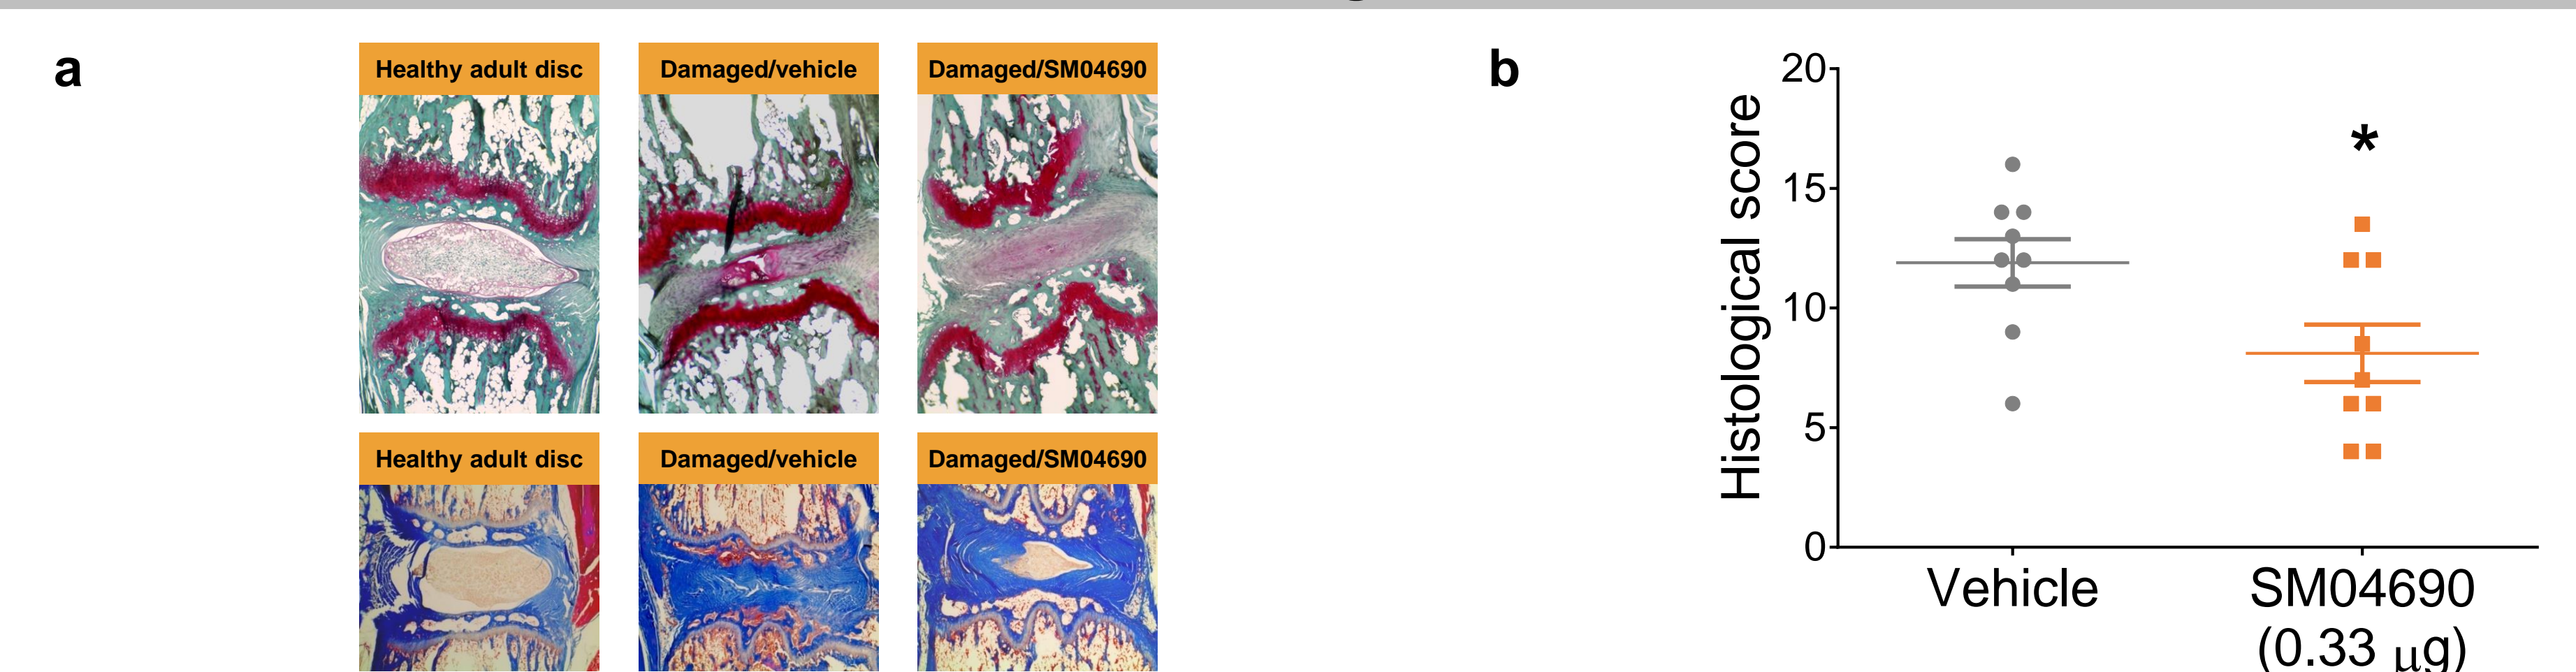 a
Healthy adult disc
Damaged/vehicle
Damaged/SM04690
Healthy adult disc
Damaged/vehicle
Damaged/SM04690
b
Histological score
20
15
10
5
0
*
Vehicle
SM04690
(0.33 μg)